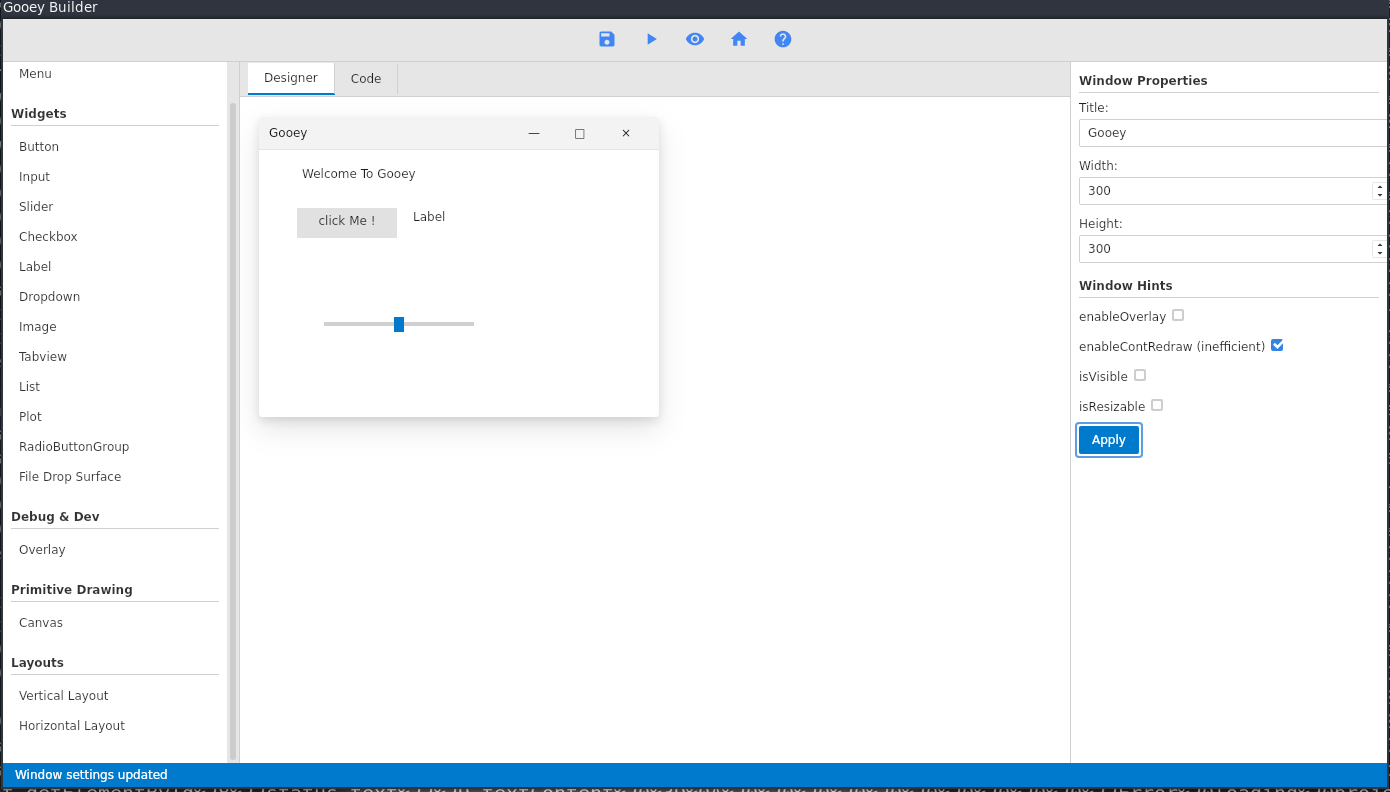 Gooey Builder
Menu
Widgets
Button
Input
Slider
Checkbox
Label
Dropdown
Image
Tabview
List
Plot
RadioButtonGroup
File Drop Surface
Debug & Dev
Overlay
Primitive Drawing
Canvas
Layouts
Vertical Layout
Horizontal Layout
Designer Code
Gooey
Welcome To Gooey
click Me ! Label
Window Properties
Title:
Gooey
Width:
300
Height:
300
Window Hints
enableOverlay
enableContRedraw (inefficient)
isVisible
isResizable
Apply
Window settings updated